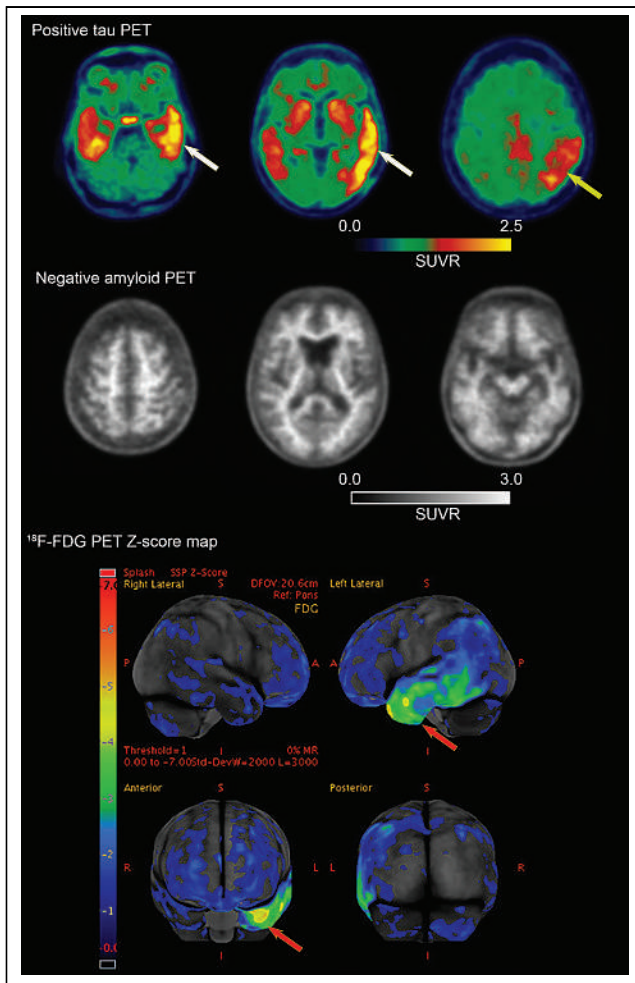 Positive tau PET
0.0 2.5
SUVR
Negative amyloid PET
0.0 3.0
SUVR
¹⁸F-FDG PET Z-score map
Splash SSP Z-Score
Right Lateral S DFOV: 20.6cm Left Lateral S
Ref: Pons
FDG
-7.0
-6
-5
-4
-3
-2
-1
-0.0
P A A P
I I
Threshold=1 0% MR
0.00 to -7.00Std-DevW=2000 L=3000
Anterior S Posterior S
R L L R
I I